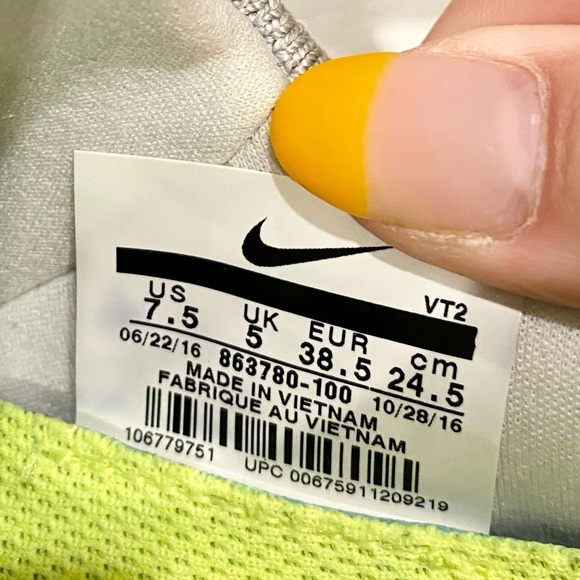 VT2
US UK EUR cm
7.5 5 38.5 24.5
06/22/16 863780-100 10/28/16
MADE IN VIETNAM
FABRIQUE AU VIETNAM
106779751 UPC 00675911209219